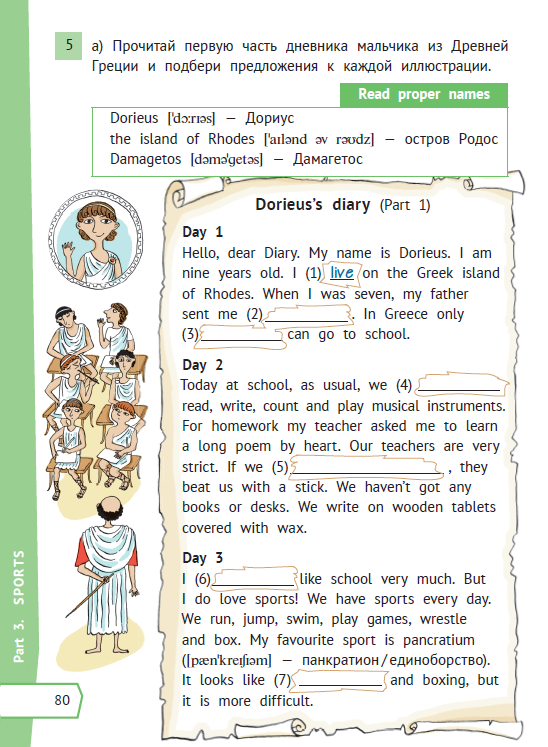 5 а) Прочитай первую часть дневника мальчика из Древней
Греции и подбери предложения к каждой иллюстрации.
Read proper names
Dorieus ['dɔ:rɪəs] — Дориус
the island of Rhodes ['aɪlənd əv rəʊdz] — остров Родос
Damagetos [dəmə'getəs] — Дамагетос
Dorieus's diary (Part 1)
Day 1
Hello, dear Diary. My name is Dorieus. I am
nine years old. I (1) live on the Greek island
of Rhodes. When I was seven, my father
sent me (2)____________. In Greece only
(3)____________ can go to school.
Day 2
Today at school, as usual, we (4) ____________
read, write, count and play musical instruments.
For homework my teacher asked me to learn
a long poem by heart. Our teachers are very
strict. If we (5)____________________ , they
beat us with a stick. We haven't got any
books or desks. We write on wooden tablets
covered with wax.
Day 3
I (6)____________ like school very much. But
I do love sports! We have sports every day.
We run, jump, swim, play games, wrestle
and box. My favourite sport is pancratium
([pæn'kreɪʃɪəm] — панкратион/единоборство).
It looks like (7) ____________ and boxing, but
it is more difficult.
Part 3. SPORTS
80